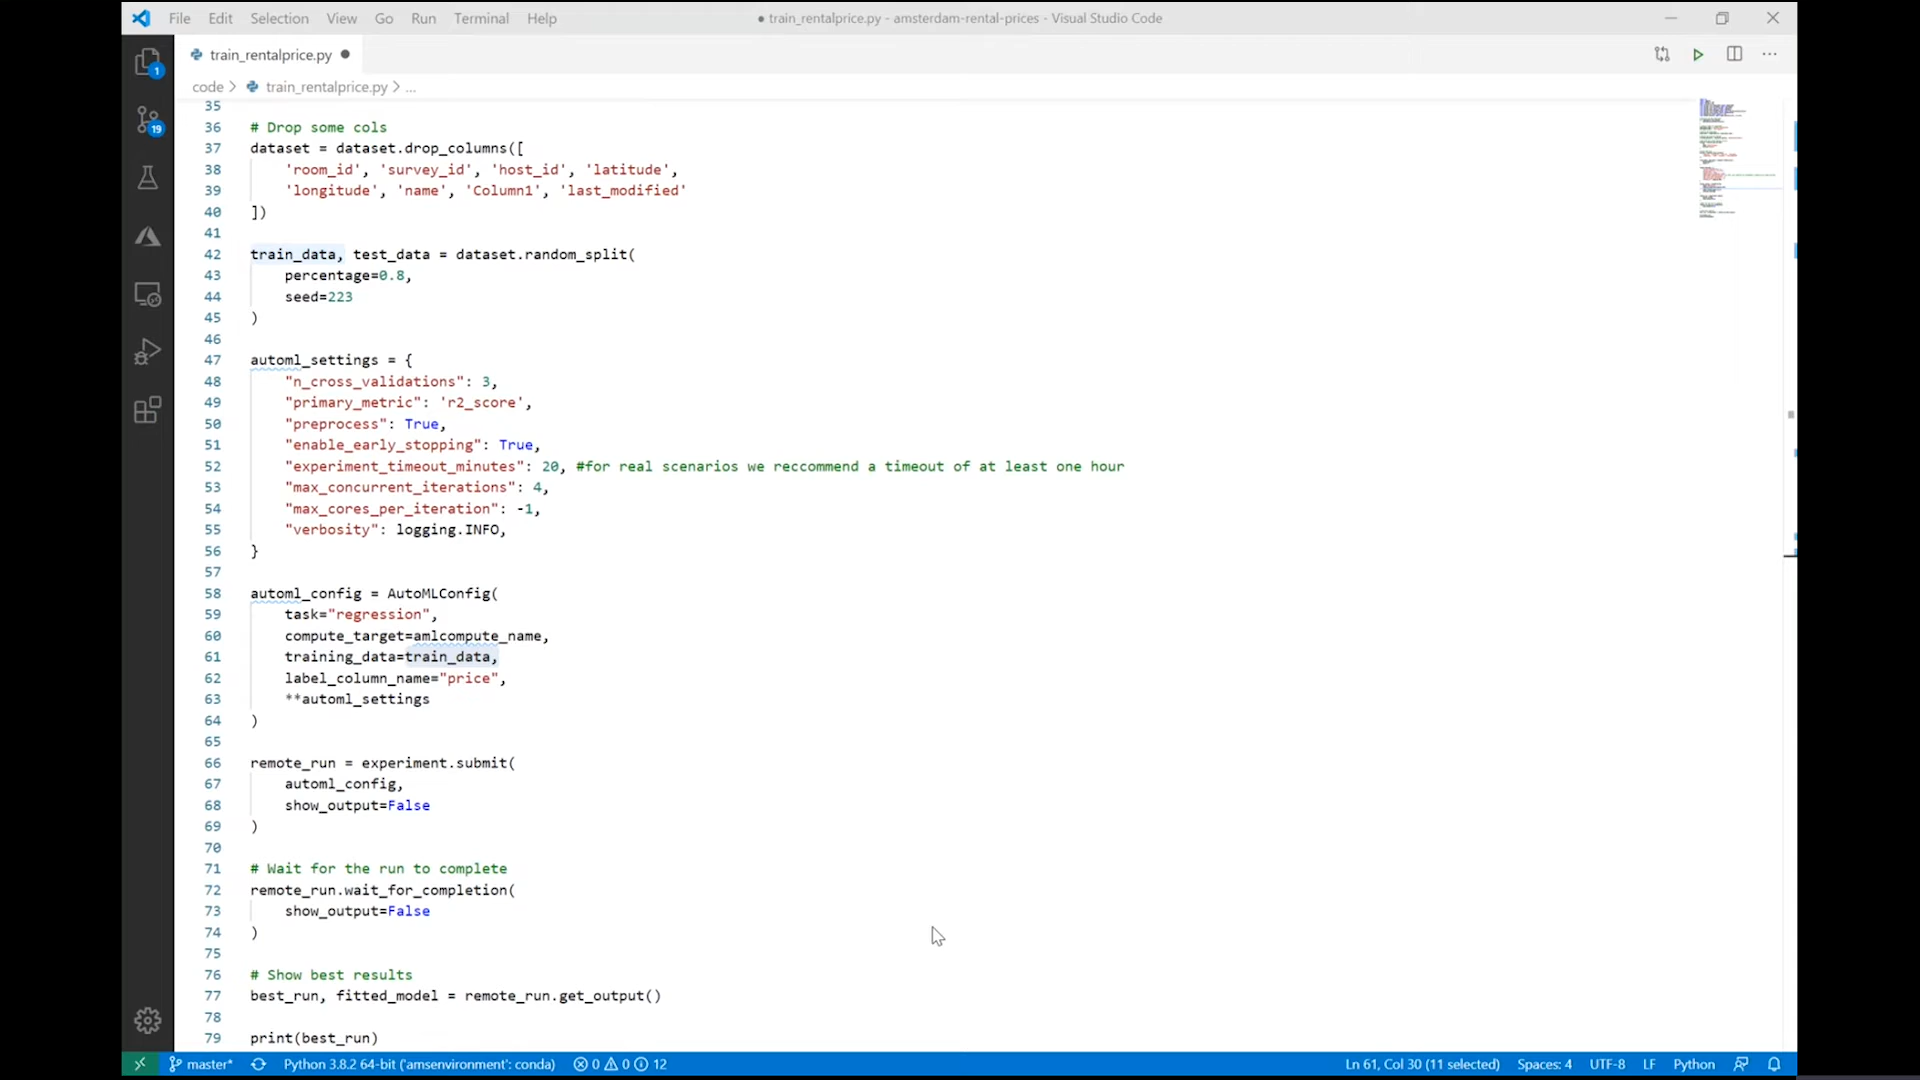 File Edit Selection View Go Run Terminal Help ● train_rentalprice.py - amsterdam-rental-prices - Visual Studio Code
train_rentalprice.py ●
code > train_rentalprice.py > ...
1
19
35
36 # Drop some cols
37 dataset = dataset.drop_columns([
38 'room_id', 'survey_id', 'host_id', 'latitude',
39 'longitude', 'name', 'Column1', 'last_modified'
40 ])
41
42 train_data, test_data = dataset.random_split(
43 percentage=0.8,
44 seed=223
45 )
46
47 automl_settings = {
48 "n_cross_validations": 3,
49 "primary_metric": 'r2_score',
50 "preprocess": True,
51 "enable_early_stopping": True,
52 "experiment_timeout_minutes": 20, #for real scenarios we reccommend a timeout of at least one hour
53 "max_concurrent_iterations": 4,
54 "max_cores_per_iteration": -1,
55 "verbosity": logging.INFO,
56 }
57
58 automl_config = AutoMLConfig(
59 task="regression",
60 compute_target=amlcompute_name,
61 training_data=train_data,
62 label_column_name="price",
63 **automl_settings
64 )
65
66 remote_run = experiment.submit(
67 automl_config,
68 show_output=False
69 )
70
71 # Wait for the run to complete
72 remote_run.wait_for_completion(
73 show_output=False
74 )
75
76 # Show best results
77 best_run, fitted_model = remote_run.get_output()
78
79 print(best_run)
master* Python 3.8.2 64-bit ('amsenvironment': conda) 0 0 12 Ln 61, Col 30 (11 selected) Spaces: 4 UTF-8 LF Python